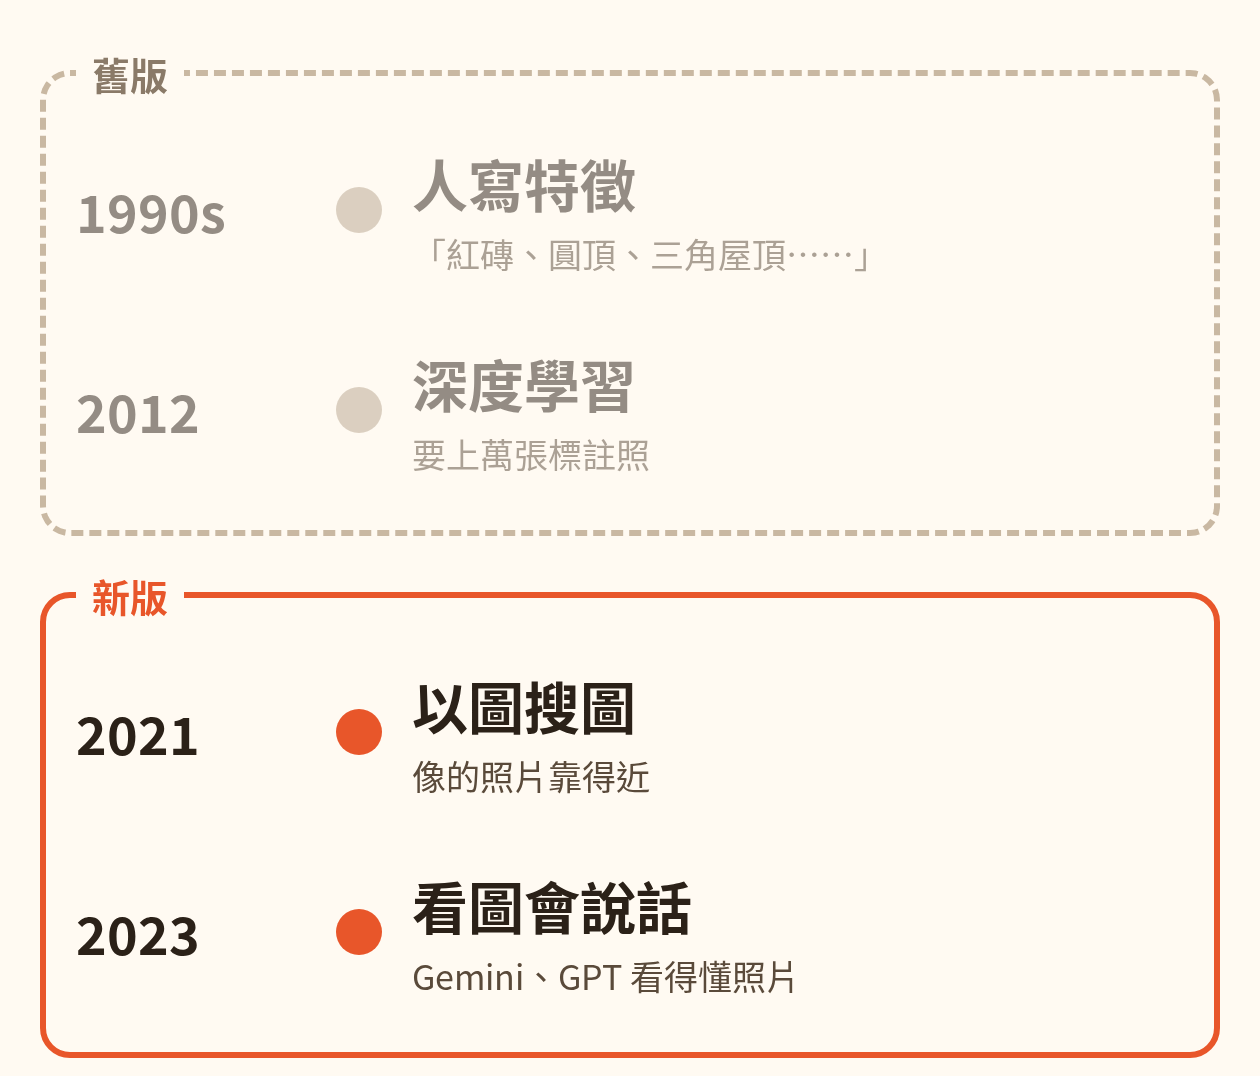 舊版
1990s
人寫特徵
「紅磚、圓頂、三角屋頂……」
2012
深度學習
要上萬張標註照
新版
2021
以圖搜圖
像的照片靠得近
2023
看圖會說話
Gemini、GPT 看得懂照片